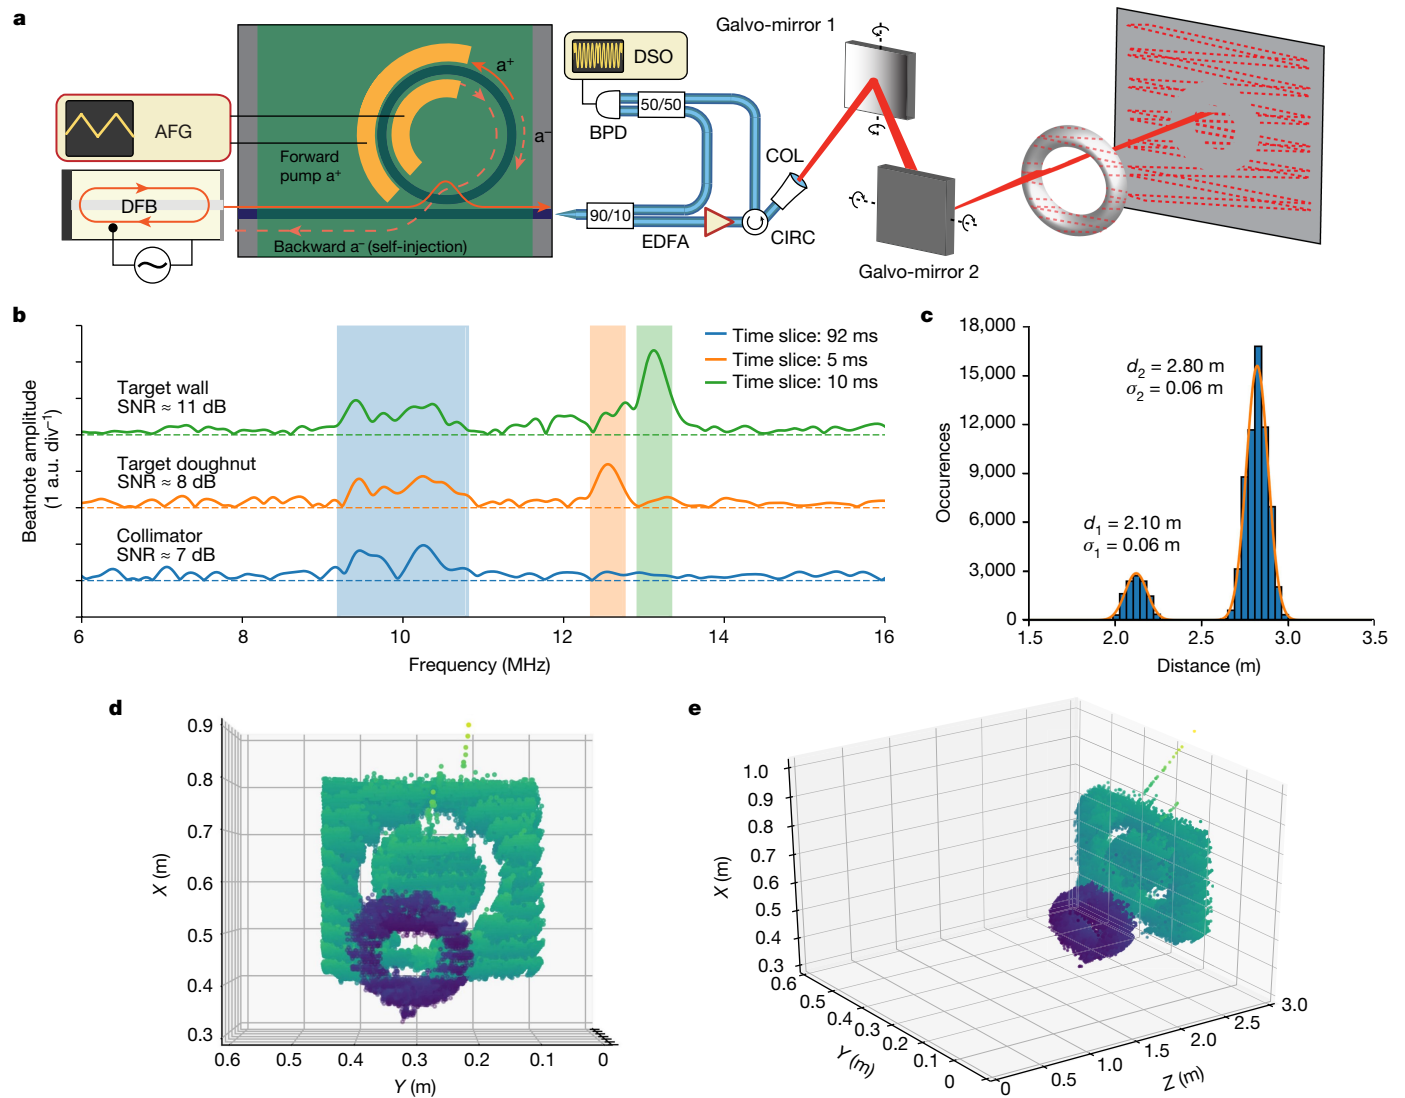 a
Galvo-mirror 1
DSO
50/50
BPD
AFG
Forward
pump a⁺
a⁺
a⁻
COL
DFB
90/10
EDFA
CIRC
Backward a⁻ (self-injection)
Galvo-mirror 2
b
Beatnote amplitude
(1 a.u. div⁻¹)
Time slice: 92 ms
Time slice: 5 ms
Time slice: 10 ms
Target wall
SNR ≈ 11 dB
Target doughnut
SNR ≈ 8 dB
Collimator
SNR ≈ 7 dB
6 8 10 12 14 16
Frequency (MHz)
c
18,000
15,000
12,000
9,000
6,000
3,000
0
Occurrences
d₂ = 2.80 m
σ₂ = 0.06 m
d₁ = 2.10 m
σ₁ = 0.06 m
1.5 2.0 2.5 3.0 3.5
Distance (m)
d
0.9
0.8
0.7
0.6
0.5
0.4
0.3
X (m)
0.6 0.5 0.4 0.3 0.2 0.1 0
Y (m)
e
1.0
0.9
0.8
0.7
0.6
0.5
0.4
0.3
X (m)
0.6
0.5
0.4
0.3
0.2
0.1
0
Y (m)
0
0.5
1.0
1.5
2.0
2.5
3.0
Z (m)